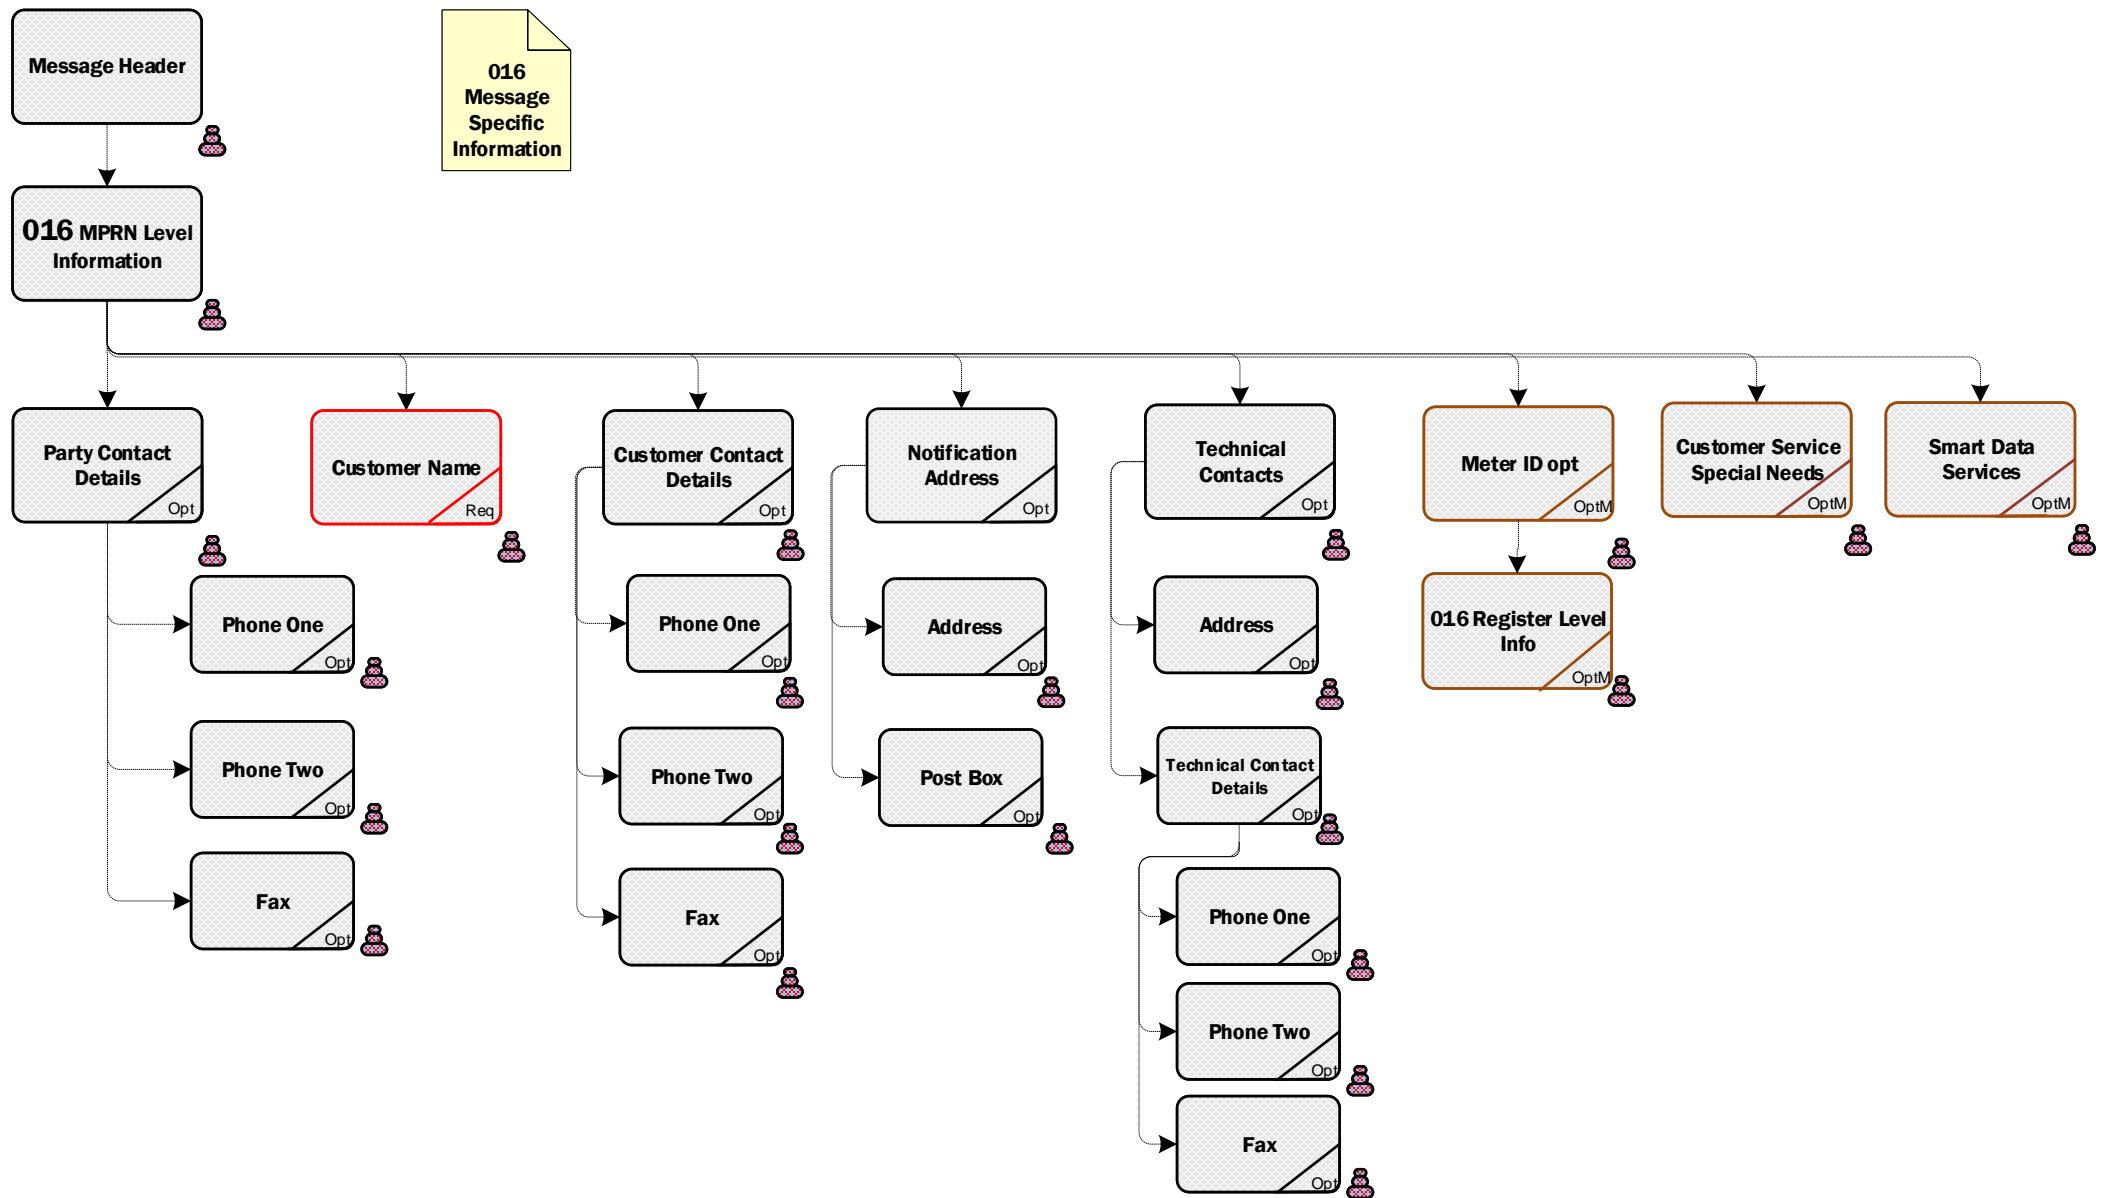 Message Header
016
Message
Specific
Information
016 MPRN Level
Information
Party Contact
Details
Opt
Customer Name
Req
Customer Contact
Details
Opt
Notification
Address
Opt
Technical
Contacts
Opt
Meter ID opt
OptM
Customer Service
Special Needs
OptM
Smart Data
Services
OptM
Phone One
Opt
Phone One
Opt
Address
Opt
Address
Opt
016 Register Level
Info
OptM
Phone Two
Opt
Phone Two
Opt
Post Box
Opt
Technical Contact
Details
Opt
Fax
Opt
Fax
Opt
Phone One
Opt
Phone Two
Opt
Fax
Opt